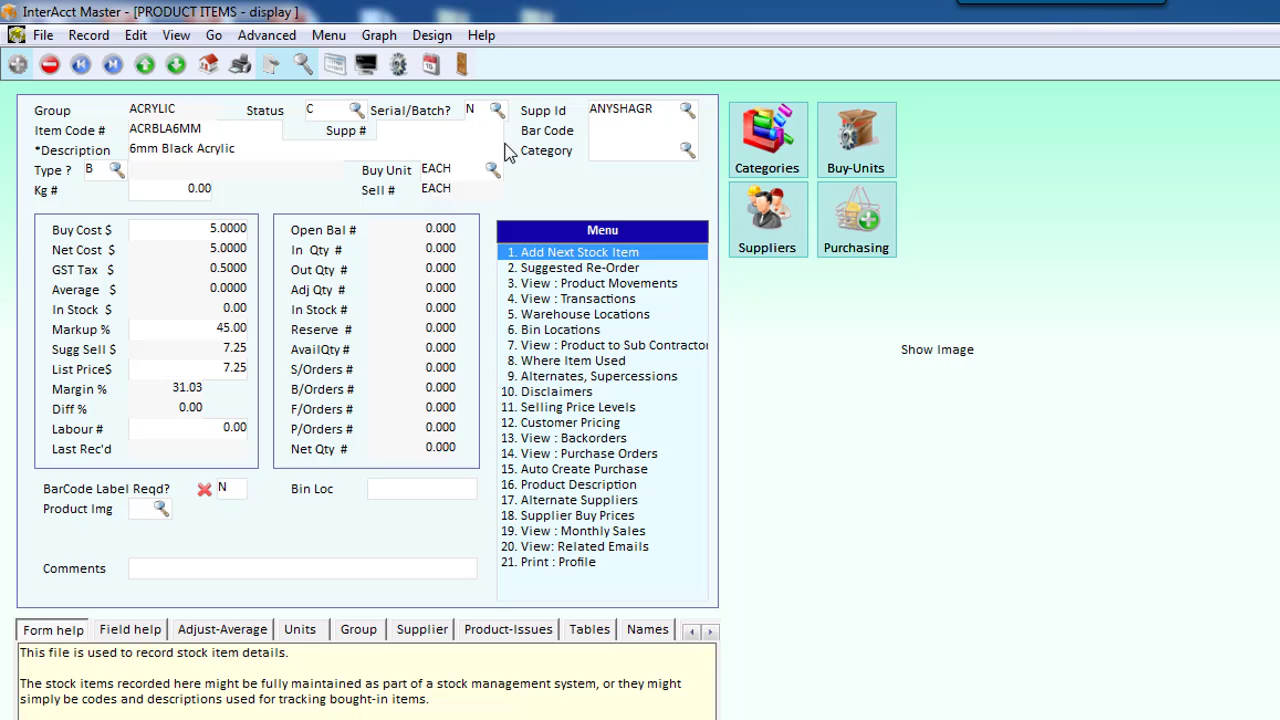 InterAcct Master - [PRODUCT ITEMS - display ]
File Record Edit View Go Advanced Menu Graph Design Help
Group ACRYLIC Status C Serial/Batch? N Supp Id ANYSHAGR
Item Code # ACRBLA6MM Supp # Bar Code
*Description 6mm Black Acrylic Category
Type ? B Buy Unit EACH
Kg # 0.00 Sell # EACH
Categories Buy-Units
Suppliers Purchasing
Buy Cost $ 5.0000
Net Cost $ 5.0000
GST Tax $ 0.5000
Average $ 0.0000
In Stock # 0.00
Markup % 45.00
Sugg Sell $ 7.25
List Price$ 7.25
Margin % 31.03
Diff % 0.00
Labour # 0.00
Last Rec'd
Open Bal # 0.000
In Qty # 0.000
Out Qty # 0.000
Adj Qty # 0.000
In Stock # 0.000
Reserve # 0.000
AvailQty # 0.000
S/Orders # 0.000
B/Orders # 0.000
F/Orders # 0.000
P/Orders # 0.000
Net Qty # 0.000
Menu
1. Add Next Stock Item
2. Suggested Re-Order
3. View : Product Movements
4. View : Transactions
5. Warehouse Locations
6. Bin Locations
7. View : Product to Sub Contractor
8. Where Item Used
9. Alternates, Supercessions
10. Disclaimers
11. Selling Price Levels
12. Customer Pricing
13. View : Backorders
14. View : Purchase Orders
15. Auto Create Purchase
16. Product Description
17. Alternate Suppliers
18. Supplier Buy Prices
19. View : Monthly Sales
20. View: Related Emails
21. Print : Profile
Show Image
BarCode Label Reqd? N Bin Loc
Product Img
Comments
Form help Field help Adjust-Average Units Group Supplier Product-Issues Tables Names
This file is used to record stock item details.
The stock items recorded here might be fully maintained as part of a stock management system, or they might
simply be codes and descriptions used for tracking bought-in items.